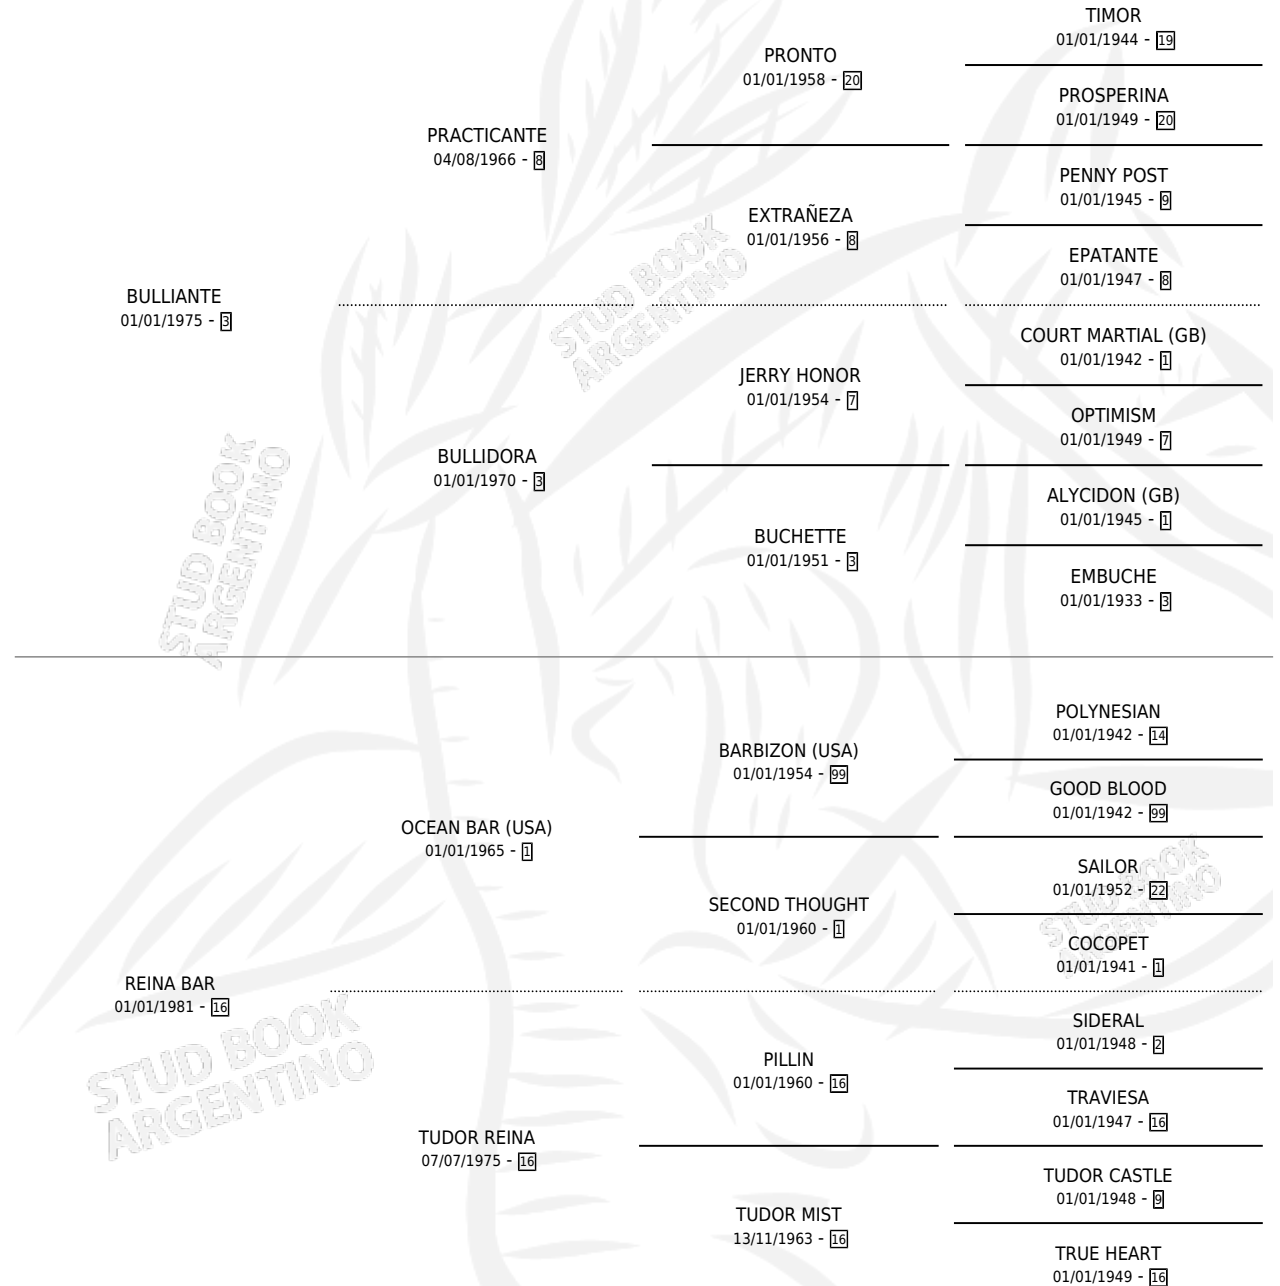 TIMOR
01/01/1944 - 19
PRONTO
01/01/1958 - 20
PROSPERINA
01/01/1949 - 20
PRACTICANTE
04/08/1966 - 8
PENNY POST
01/01/1945 - 9
EXTRAÑEZA
01/01/1956 - 8
EPATANTE
01/01/1947 - 8
BULLIANTE
01/01/1975 - 3
COURT MARTIAL (GB)
01/01/1942 - 1
JERRY HONOR
01/01/1954 - 7
OPTIMISM
01/01/1949 - 7
BULLIDORA
01/01/1970 - 3
ALYCIDON (GB)
01/01/1945 - 1
BUCHETTE
01/01/1951 - 3
EMBUCHE
01/01/1933 - 3
STUD BOOK
ARGENTINO
STUD BOOK
ARGENTINO
POLYNESIAN
01/01/1942 - 14
BARBIZON (USA)
01/01/1954 - 99
GOOD BLOOD
01/01/1942 - 99
OCEAN BAR (USA)
01/01/1965 - 1
SAILOR
01/01/1952 - 22
SECOND THOUGHT
01/01/1960 - 1
COCOPET
01/01/1941 - 1
REINA BAR
01/01/1981 - 16
SIDERAL
01/01/1948 - 2
PILLIN
01/01/1960 - 16
TRAVIESA
01/01/1947 - 16
TUDOR REINA
07/07/1975 - 16
TUDOR CASTLE
01/01/1948 - 9
TUDOR MIST
13/11/1963 - 16
TRUE HEART
01/01/1949 - 16
STUD BOOK
ARGENTINO
STUD BOOK
ARGENTINO